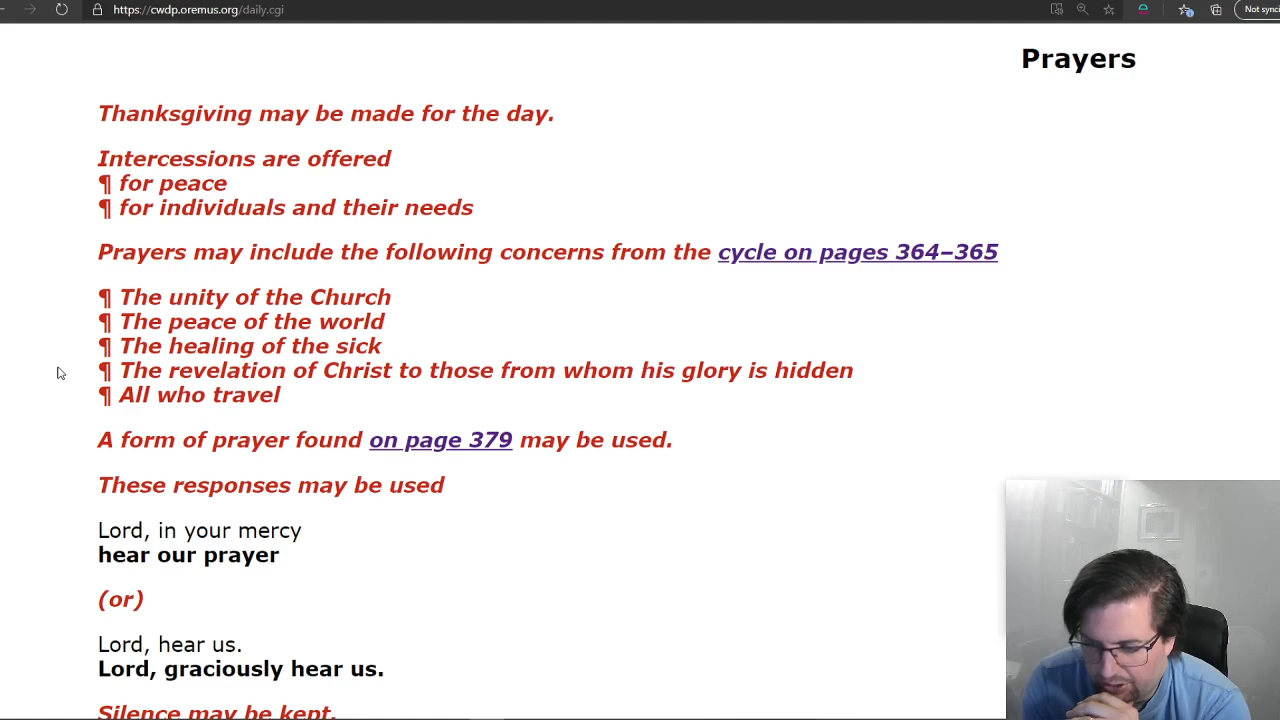 https://cwdp.oremus.org/daily.cgi
Not synci
Prayers
Thanksgiving may be made for the day.
Intercessions are offered
¶ for peace
¶ for individuals and their needs
Prayers may include the following concerns from the cycle on pages 364–365
¶ The unity of the Church
¶ The peace of the world
¶ The healing of the sick
¶ The revelation of Christ to those from whom his glory is hidden
¶ All who travel
A form of prayer found on page 379 may be used.
These responses may be used
Lord, in your mercy
hear our prayer
(or)
Lord, hear us.
Lord, graciously hear us.
Silence may be kept.